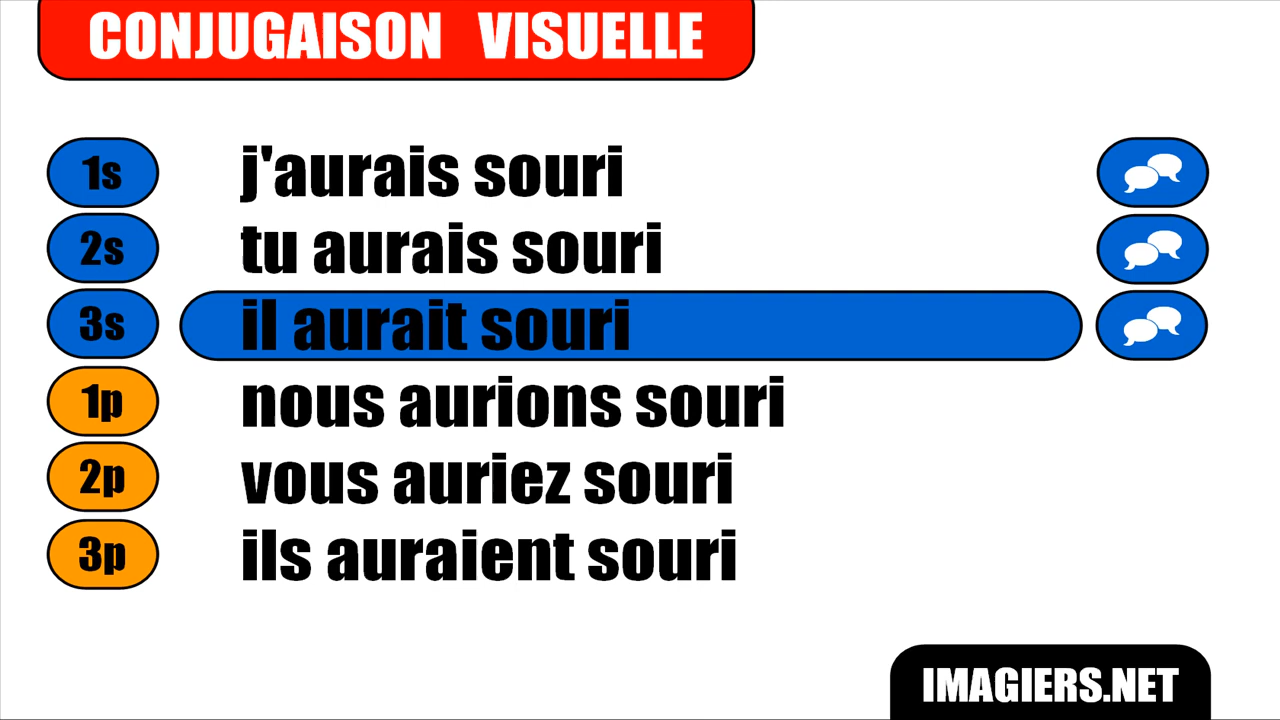 CONJUGAISON VISUELLE
1s j'aurais souri
2s tu aurais souri
3s il aurait souri
1p nous aurions souri
2p vous auriez souri
3p ils auraient souri
IMAGIERS.NET